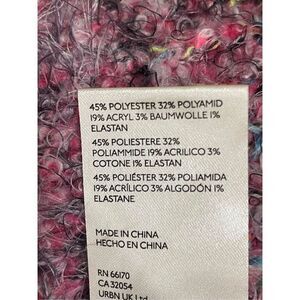 45% POLYESTER 32% POLYAMID
19% ACRYL 3% BAUMWOLLE 1%
ELASTAN
45% POLIESTERE 32%
POLIAMMIDE 19% ACRILICO 3%
COTONE 1% ELASTAN
45% POLIÉSTER 32% POLIAMIDA
19% ACRÍLICO 3% ALGODÓN 1%
ELASTANE
MADE IN CHINA
HECHO EN CHINA
RN 66170
CA 32054
URBN UK Ltd